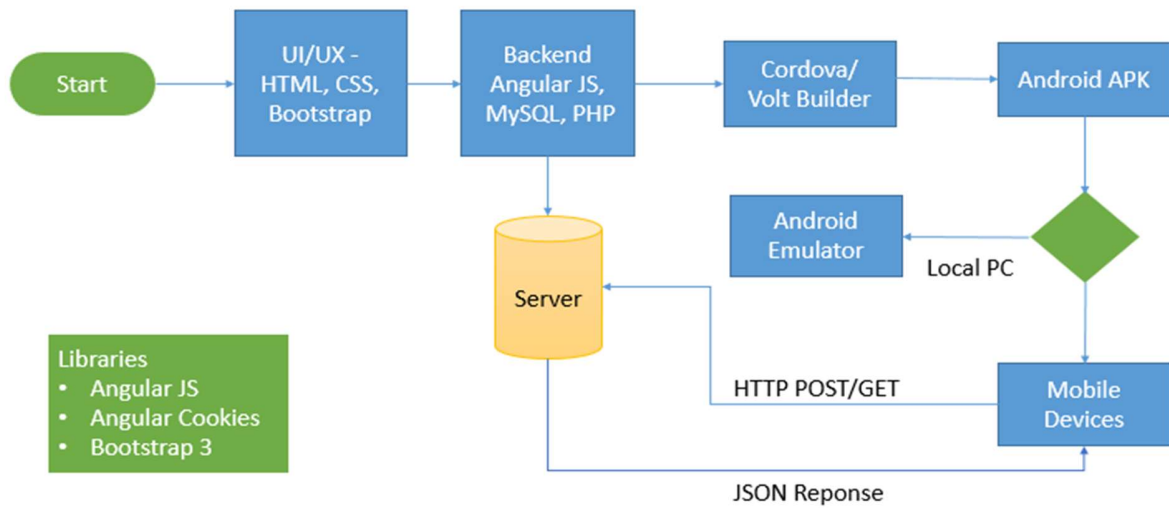 Start
UI/UX -
HTML, CSS,
Bootstrap
Backend
Angular JS,
MySQL, PHP
Cordova/
Volt Builder
Android APK
Android
Emulator
Local PC
Server
Libraries
• Angular JS
• Angular Cookies
• Bootstrap 3
HTTP POST/GET
Mobile
Devices
JSON Reponse